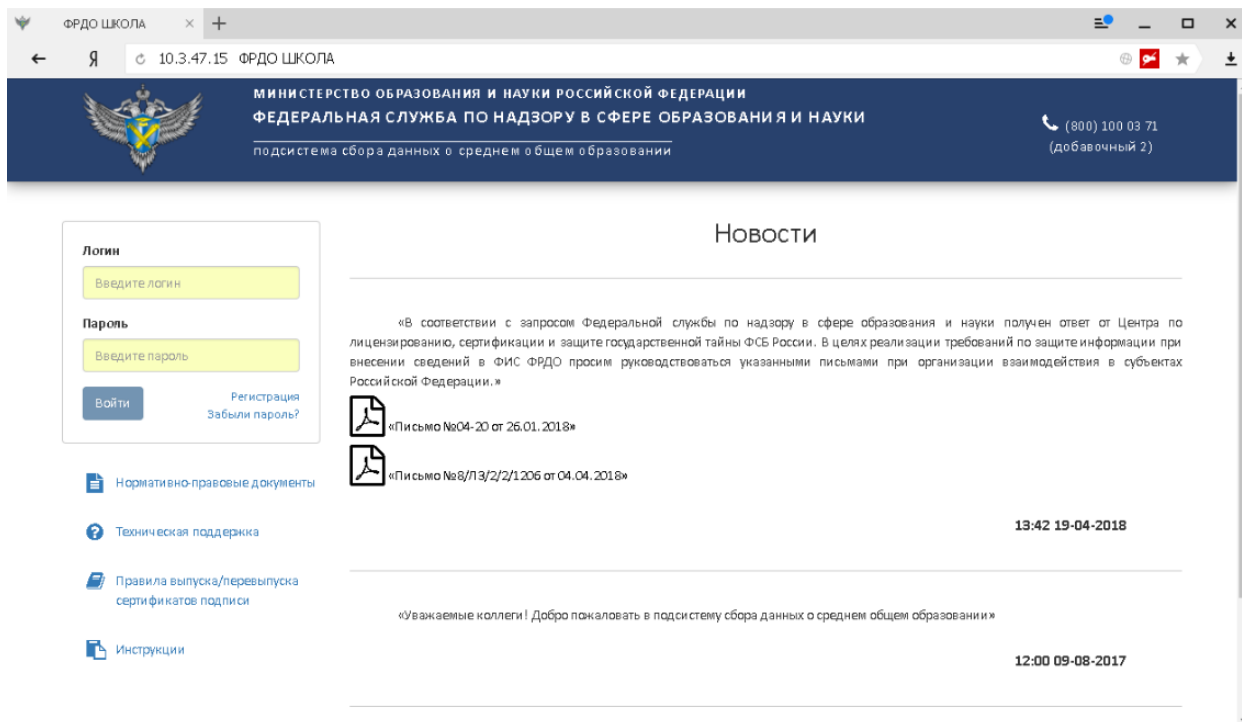 ФРДО ШКОЛА
Я 10.3.47.15 ФРДО ШКОЛА
МИНИСТЕРСТВО ОБРАЗОВАНИЯ И НАУКИ РОССИЙСКОЙ ФЕДЕРАЦИИ
ФЕДЕРАЛЬНАЯ СЛУЖБА ПО НАДЗОРУ В СФЕРЕ ОБРАЗОВАНИЯ И НАУКИ
подсистема сбора данных о среднем общем образовании
(800) 100 03 71
(добавочный 2)
Логин
Введите логин
Пароль
Введите пароль
Войти
Регистрация
Забыли пароль?
Нормативно-правовые документы
Техническая поддержка
Правила выпуска/перевыпуска
сертификатов подписи
Инструкции
Новости
«В соответствии с запросом Федеральной службы по надзору в сфере образования и науки получен ответ от Центра по
лицензированию, сертификации и защите государственной тайны ФСБ России. В целях реализации требований по защите информации при
внесении сведений в ФИС ФРДО просим руководствоваться указанными письмами при организации взаимодействия в субъектах
Российской Федерации.»
«Письмо №04-20 от 26.01.2018»
«Письмо №8/ЛЗ/2/2/1206 от 04.04.2018»
13:42 19-04-2018
«Уважаемые коллеги! Добро пожаловать в подсистему сбора данных о среднем общем образовании»
12:00 09-08-2017